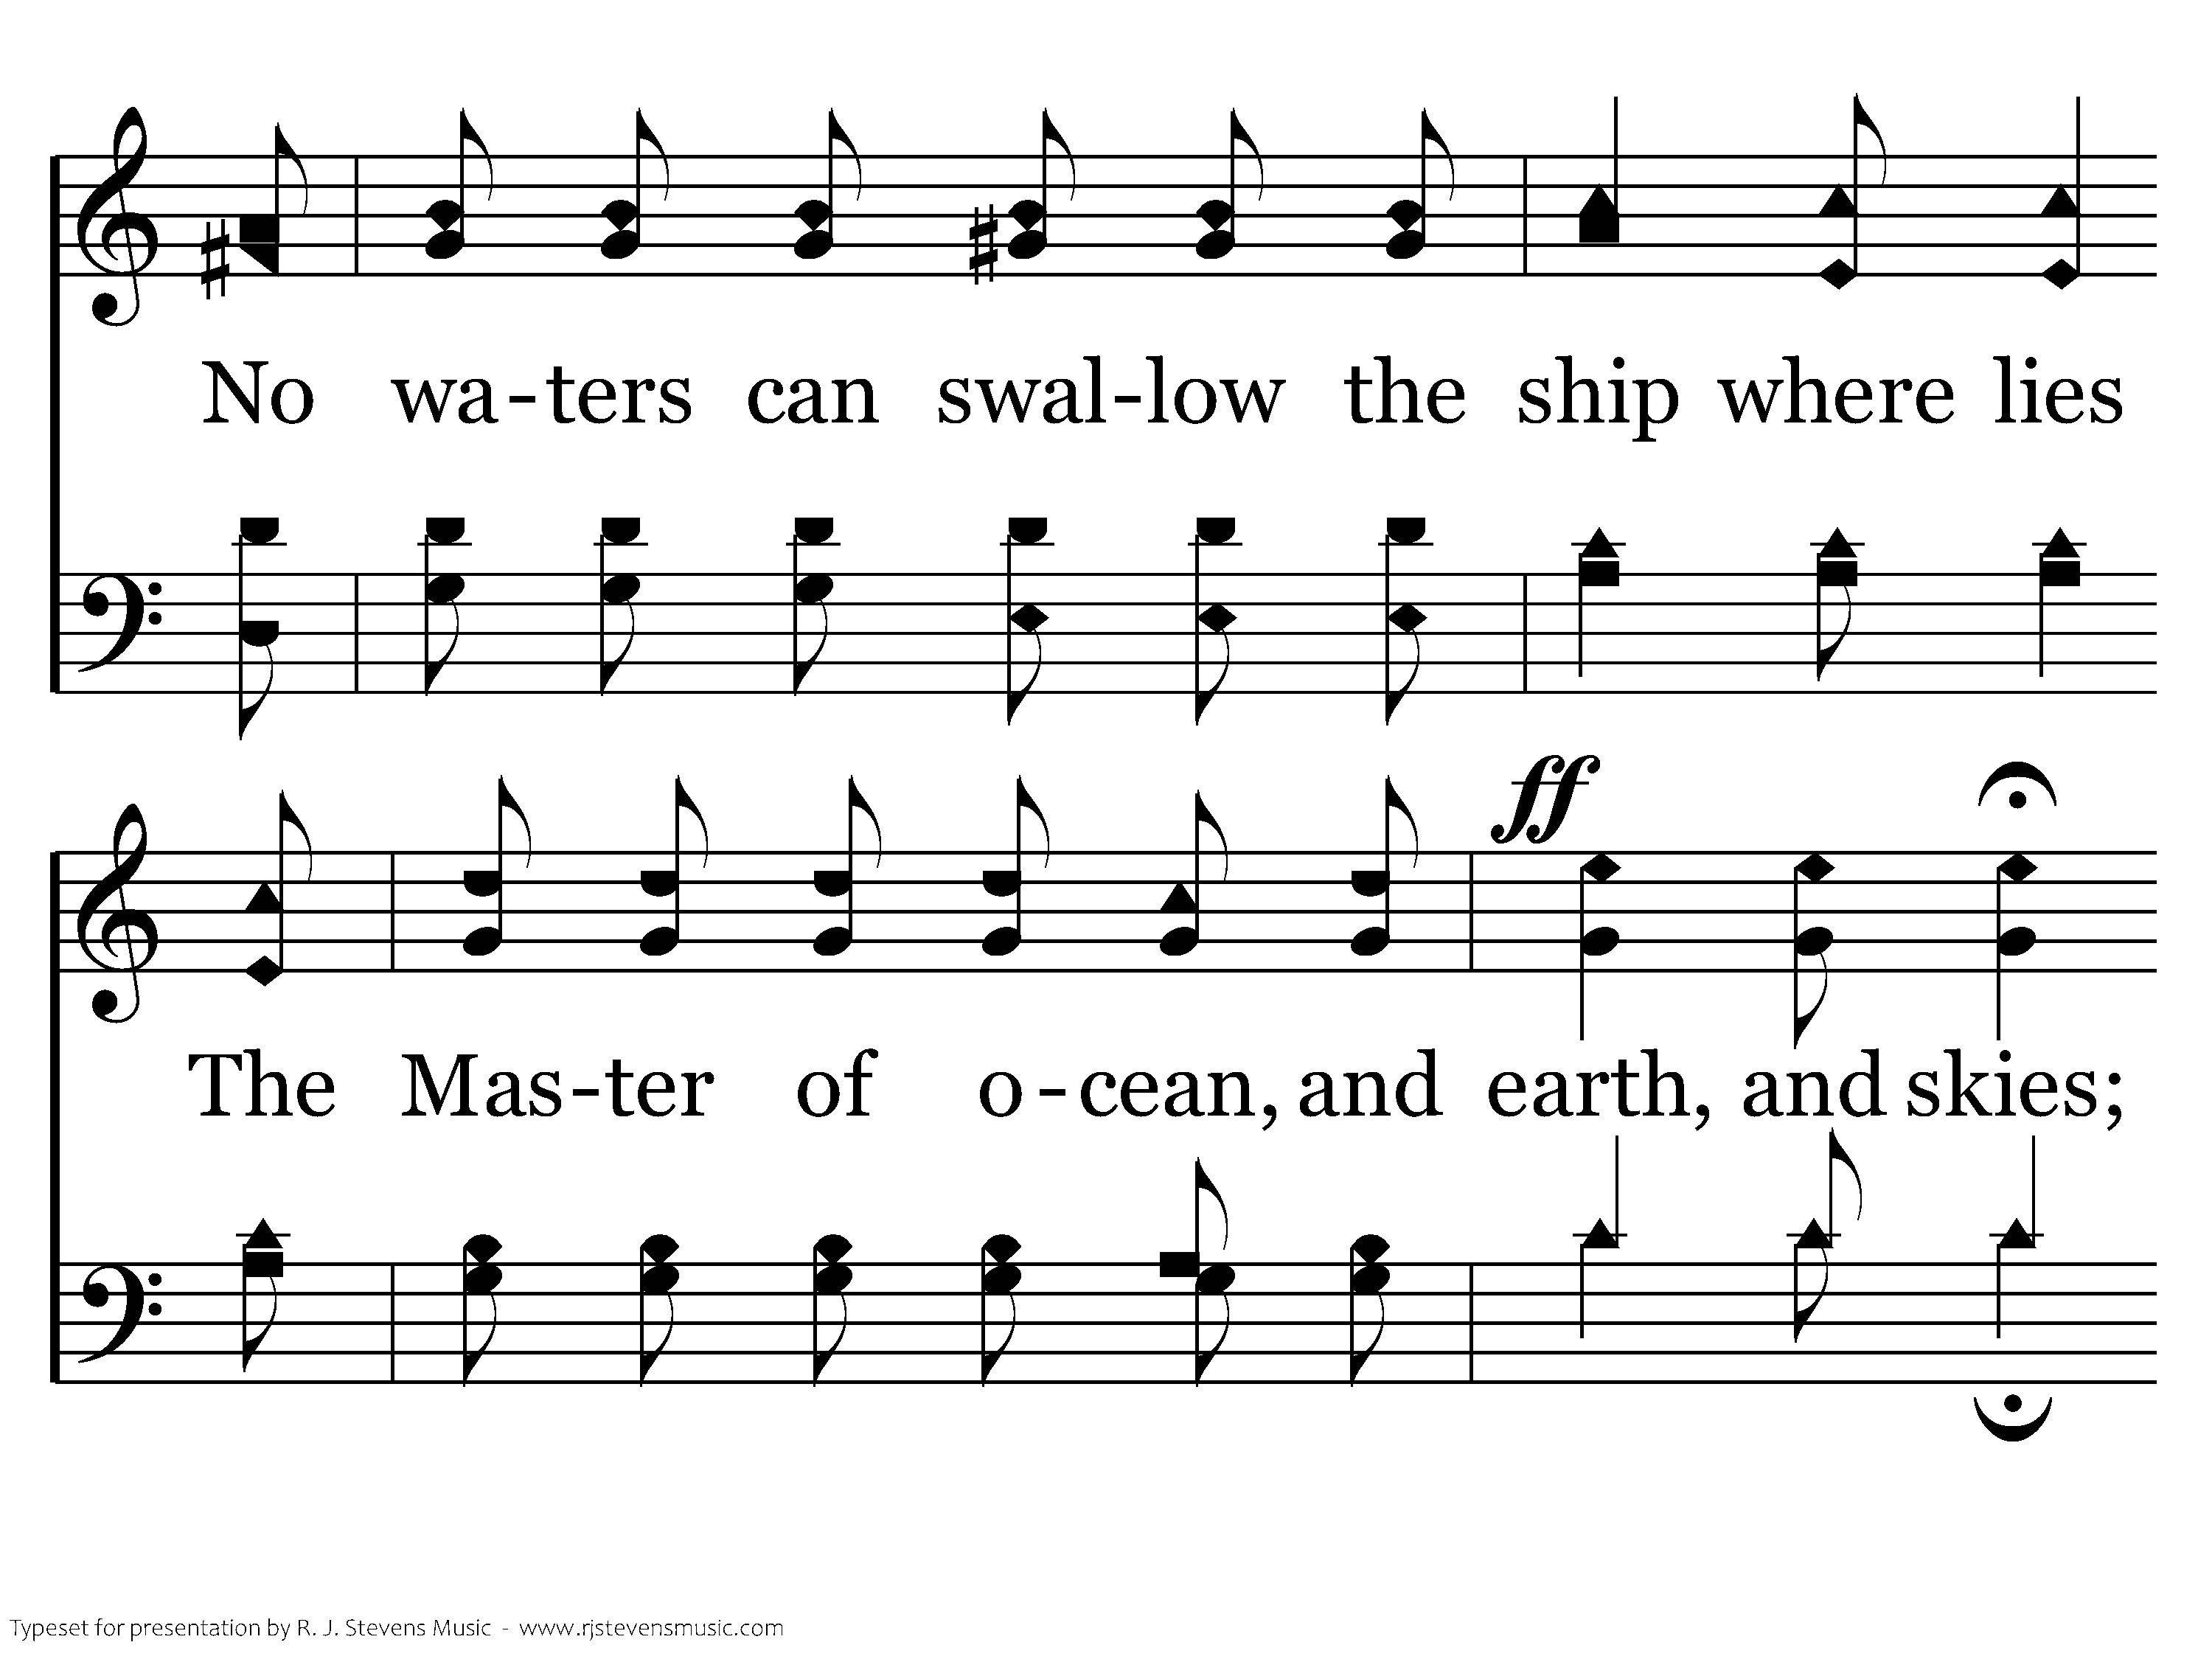 No wa-ters can swal-low the ship where lies
ff
The Mas-ter of o-cean, and earth, and skies;
Typeset for presentation by R. J. Stevens Music - www.rjstevensmusic.com